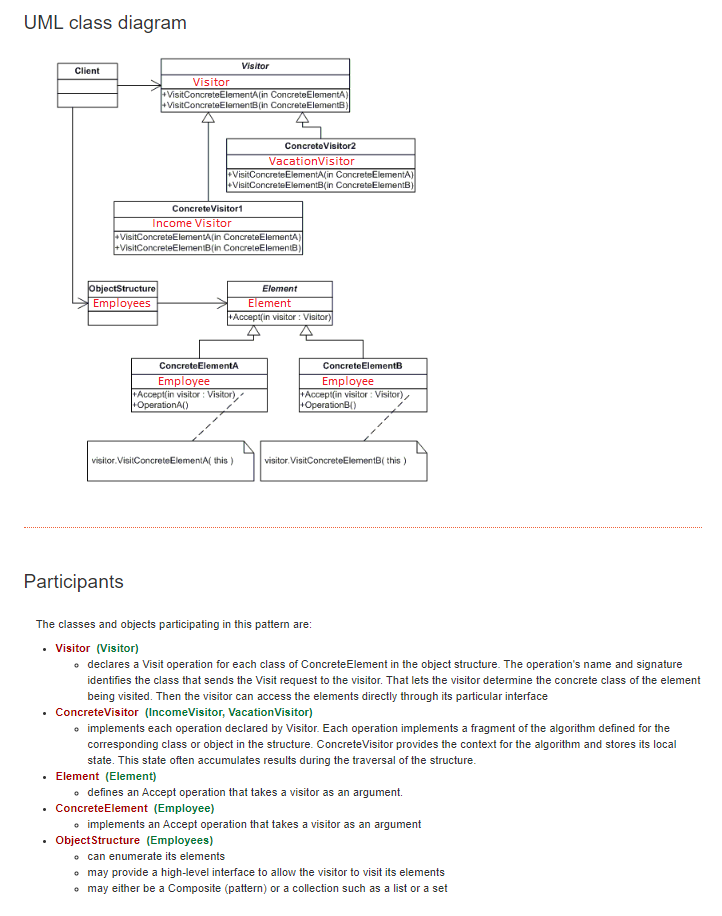 UML class diagram
Client
Visitor
Visitor
+VisitConcreteElementA(in ConcreteElementA)
+VisitConcreteElementB(in ConcreteElementB)
ConcreteVisitor2
VacationVisitor
+VisitConcreteElementA(in ConcreteElementA)
+VisitConcreteElementB(in ConcreteElementB)
ConcreteVisitor1
Income Visitor
+VisitConcreteElementA(in ConcreteElementA)
+VisitConcreteElementB(in ConcreteElementB)
ObjectStructure
Employees
Element
Element
+Accept(in visitor : Visitor)
ConcreteElementA
Employee
+Accept(in visitor : Visitor)
+OperationA()
ConcreteElementB
Employee
+Accept(in visitor : Visitor)
+OperationB()
visitor.VisitConcreteElementA( this )
visitor.VisitConcreteElementB( this )
Participants
The classes and objects participating in this pattern are:
• Visitor (Visitor)
◦ declares a Visit operation for each class of ConcreteElement in the object structure. The operation's name and signature
identifies the class that sends the Visit request to the visitor. That lets the visitor determine the concrete class of the element
being visited. Then the visitor can access the elements directly through its particular interface
• ConcreteVisitor (IncomeVisitor, VacationVisitor)
◦ implements each operation declared by Visitor. Each operation implements a fragment of the algorithm defined for the
corresponding class or object in the structure. ConcreteVisitor provides the context for the algorithm and stores its local
state. This state often accumulates results during the traversal of the structure.
• Element (Element)
◦ defines an Accept operation that takes a visitor as an argument.
• ConcreteElement (Employee)
◦ implements an Accept operation that takes a visitor as an argument
• ObjectStructure (Employees)
◦ can enumerate its elements
◦ may provide a high-level interface to allow the visitor to visit its elements
◦ may either be a Composite (pattern) or a collection such as a list or a set